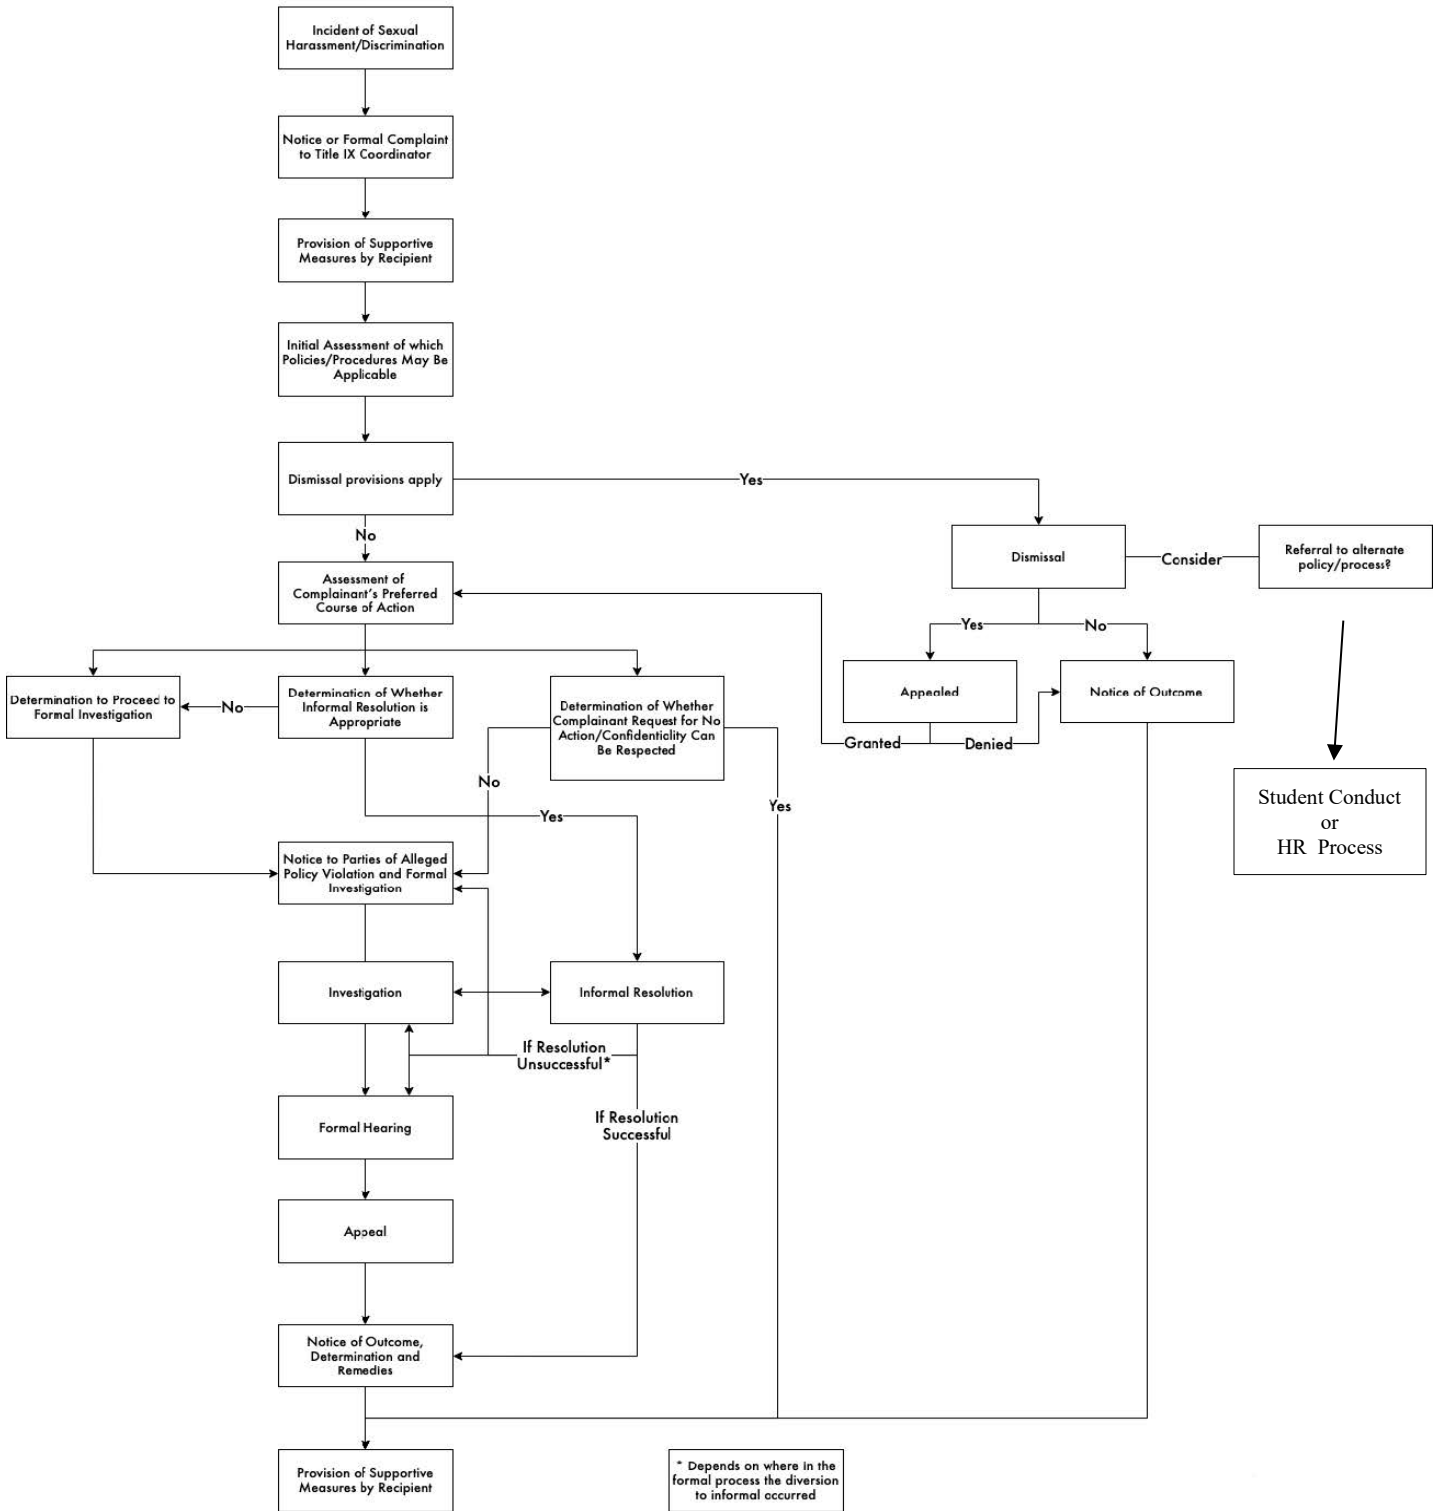 Incident of Sexual
Harassment/Discrimination
Notice or Formal Complaint
to Title IX Coordinator
Provision of Supportive
Measures by Recipient
Initial Assessment of which
Policies/Procedures May Be
Applicable
Dismissal provisions apply
Yes
No
Dismissal
Consider
Referral to alternate
policy/process?
Assessment of
Complainant's Preferred
Course of Action
Yes
No
Determination to Proceed to
Formal Investigation
No
Determination of Whether
Informal Resolution is
Appropriate
Determination of Whether
Complainant Request for No
Action/Confidenticlity Can
Be Respected
Appealed
Notice of Outcome
Granted
Denied
No
Yes
Yes
Student Conduct
or
HR Process
Notice to Parties of Alleged
Policy Violation and Formal
Investigation
Investigation
Informal Resolution
If Resolution
Unsuccessful*
Formal Hearing
If Resolution
Successful
Appeal
Notice of Outcome,
Determination and
Remedies
Provision of Supportive
Measures by Recipient
* Depends on where in the
formal process the diversion
to informal occurred